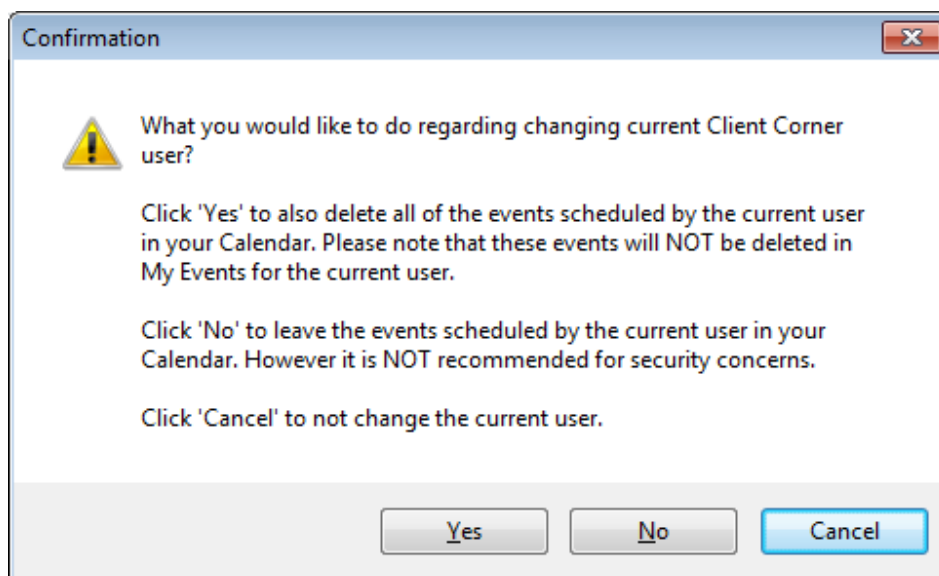 Confirmation
What you would like to do regarding changing current Client Corner
user?
Click 'Yes' to also delete all of the events scheduled by the current user
in your Calendar. Please note that these events will NOT be deleted in
My Events for the current user.
Click 'No' to leave the events scheduled by the current user in your
Calendar. However it is NOT recommended for security concerns.
Click 'Cancel' to not change the current user.
Yes No Cancel